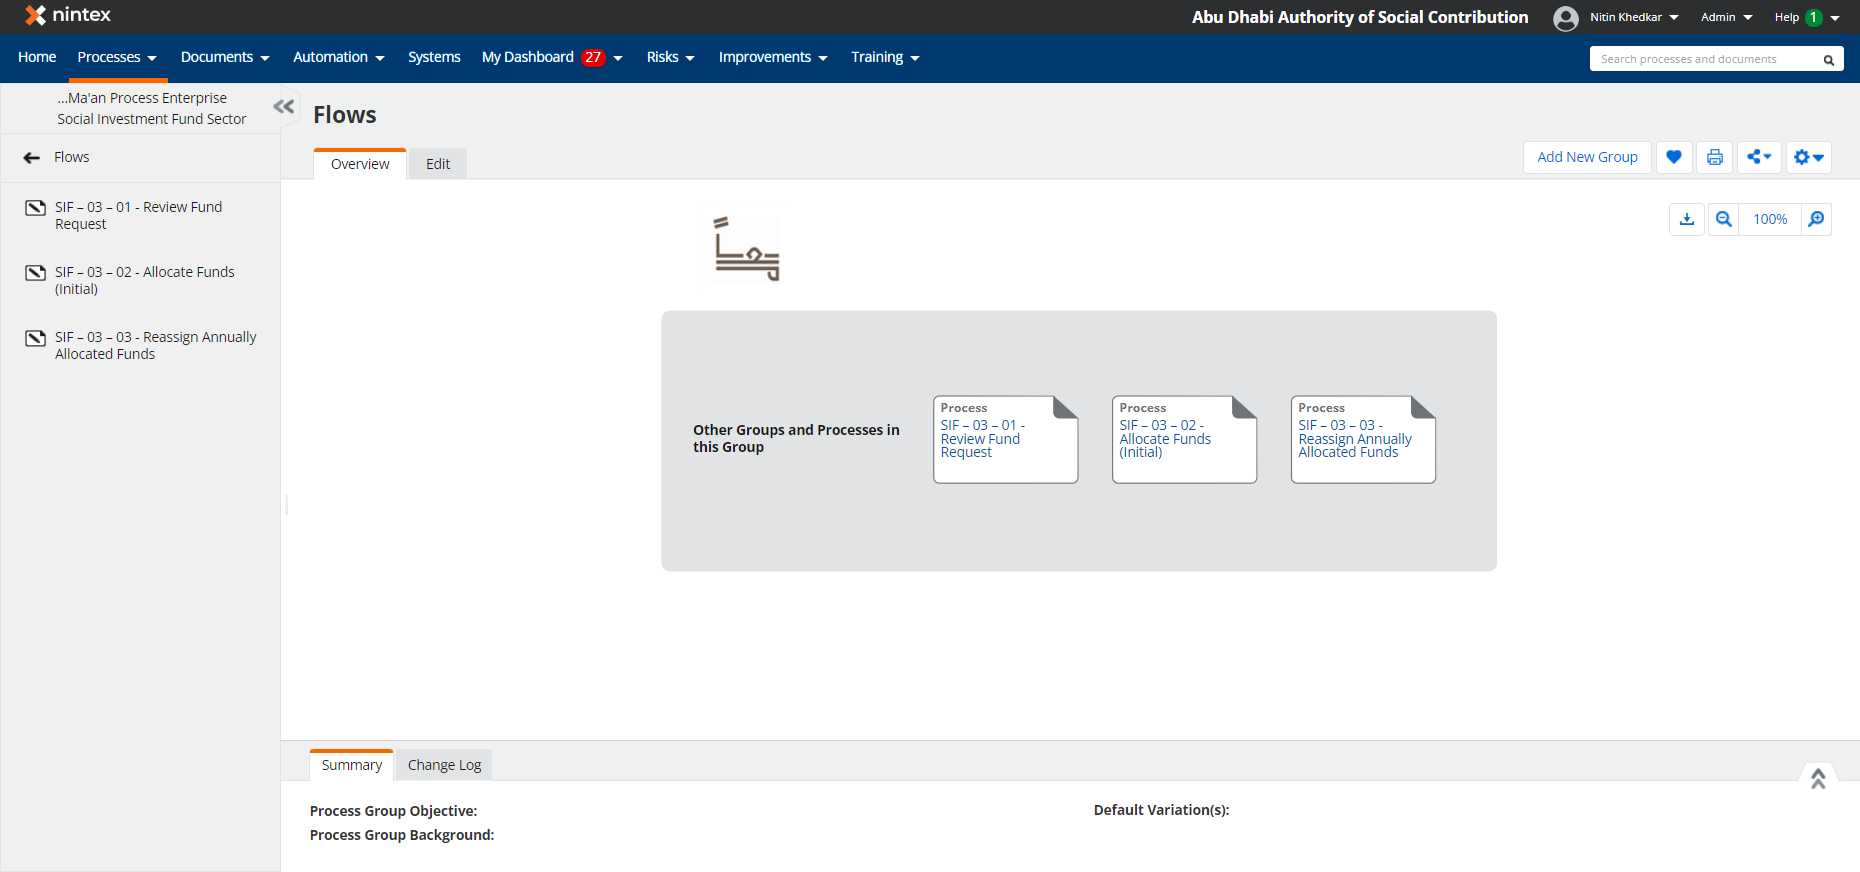 nintex
Abu Dhabi Authority of Social Contribution
Nitin Khedkar
Admin
Help 1
Home
Processes
Documents
Automation
Systems
My Dashboard 27
Risks
Improvements
Training
Search processes and documents
...Ma'an Process Enterprise
Social Investment Fund Sector
Flows
SIF – 03 – 01 - Review Fund
Request
SIF – 03 – 02 - Allocate Funds
(Initial)
SIF – 03 – 03 - Reassign Annually
Allocated Funds
Flows
Overview
Edit
Add New Group
100%
معاً
Other Groups and Processes in
this Group
Process
SIF – 03 – 01 -
Review Fund
Request
Process
SIF – 03 – 02 -
Allocate Funds
(Initial)
Process
SIF – 03 – 03 -
Reassign Annually
Allocated Funds
Summary
Change Log
Process Group Objective:
Process Group Background:
Default Variation(s):